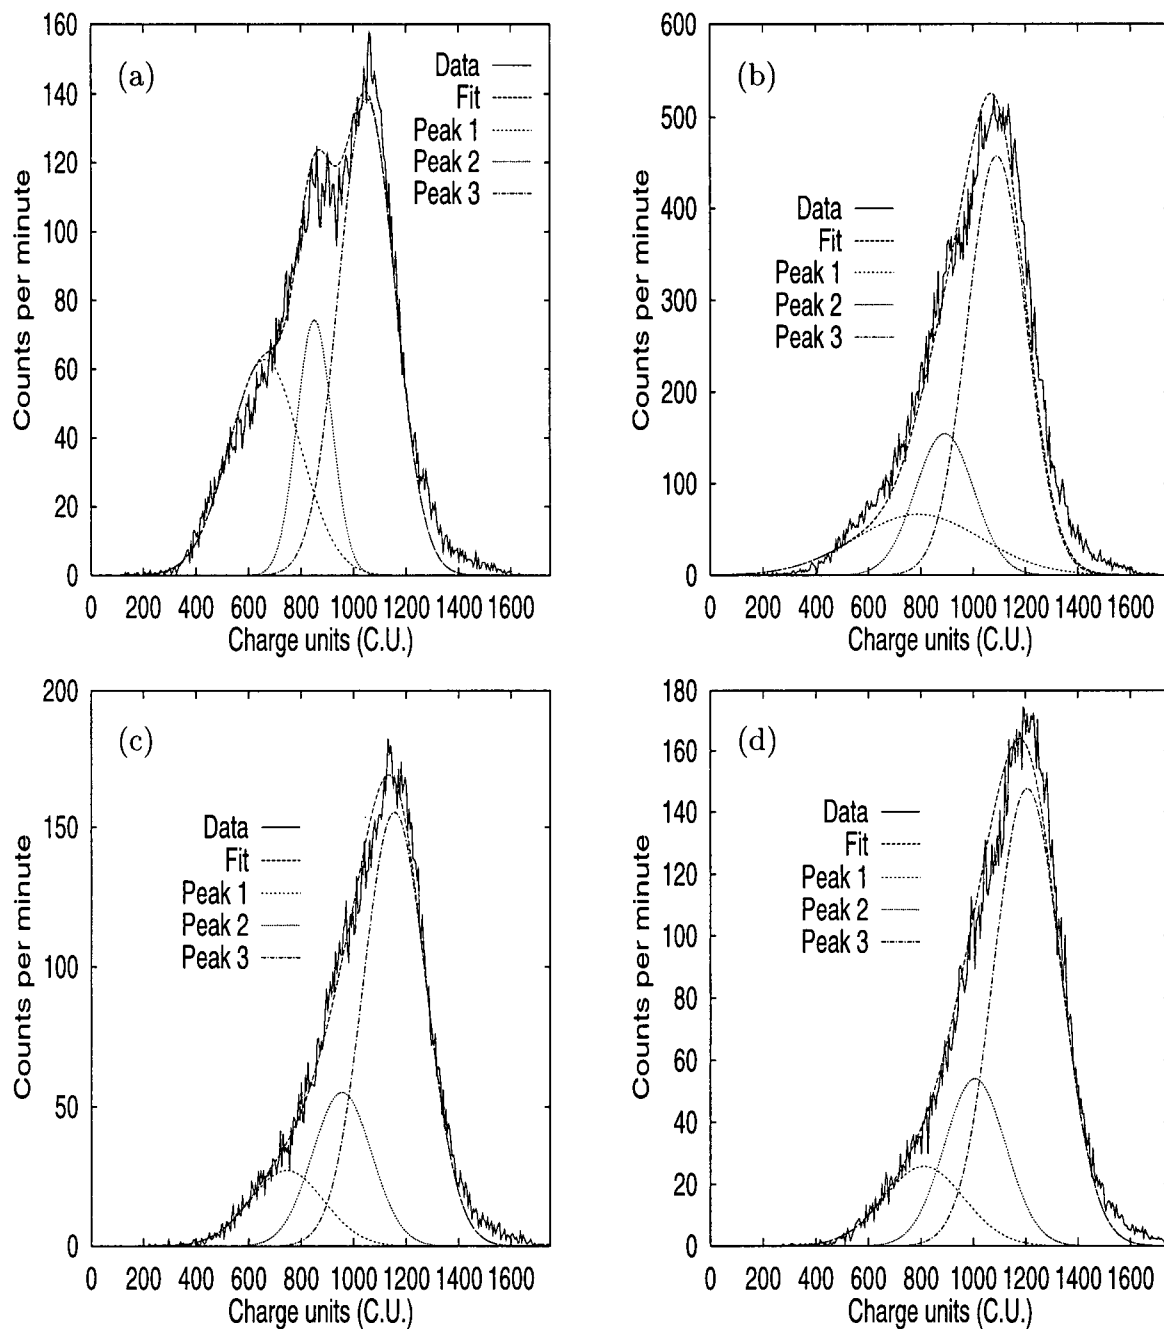 (a)
Data
Fit
Peak 1
Peak 2
Peak 3
160
140
120
100
80
60
40
20
0
Counts per minute
0 200 400 600 800 1000 1200 1400 1600
Charge units (C.U.)
(b)
Data
Fit
Peak 1
Peak 2
Peak 3
600
500
400
300
200
100
0
Counts per minute
0 200 400 600 800 1000 1200 1400 1600
Charge units (C.U.)
(c)
Data
Fit
Peak 1
Peak 2
Peak 3
200
150
100
50
0
Counts per minute
0 200 400 600 800 1000 1200 1400 1600
Charge units (C.U.)
(d)
Data
Fit
Peak 1
Peak 2
Peak 3
180
160
140
120
100
80
60
40
20
0
Counts per minute
0 200 400 600 800 1000 1200 1400 1600
Charge units (C.U.)